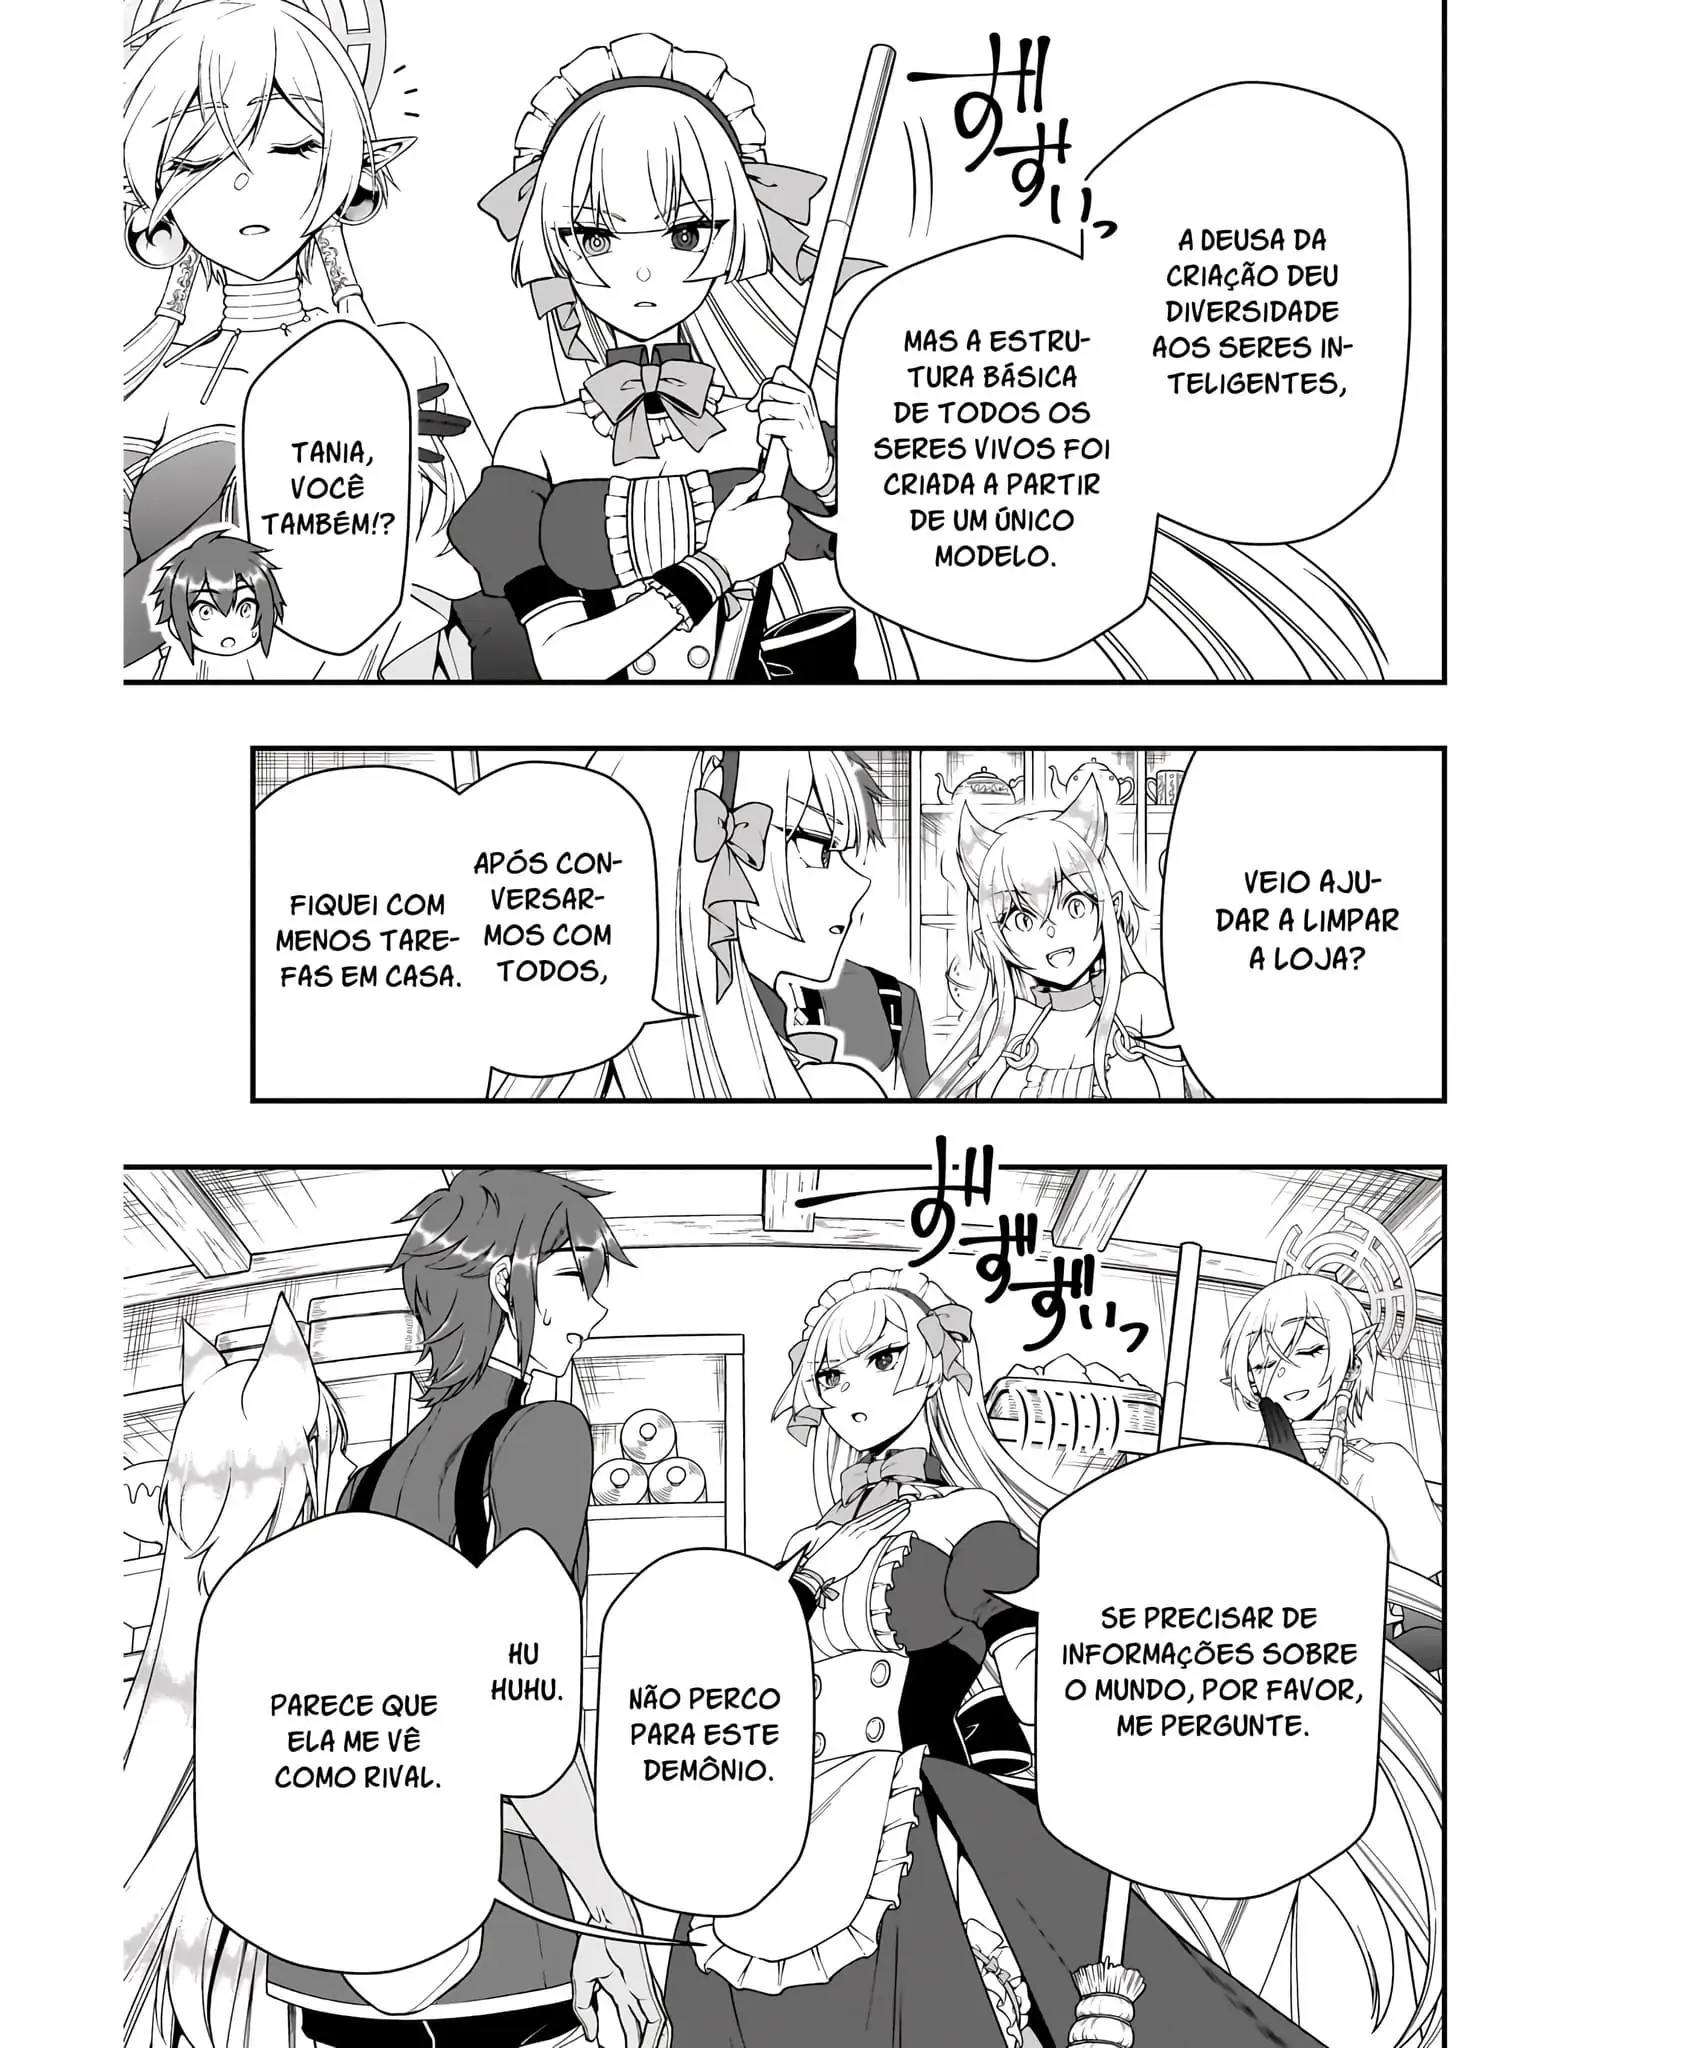 ずずいっ
A DEUSA DA
CRIAÇÃO DEU
DIVERSIDADE
AOS SERES IN-
TELIGENTES,
MAS A ESTRU-
TURA BÁSICA
DE TODOS OS
SERES VIVOS FOI
CRIADA A PARTIR
DE UM ÚNICO
MODELO.
TANIA,
VOCÊ
TAMBÉM!?
VEIO AJU-
DAR A LIMPAR
A LOJA?
APÓS CON-
VERSAR-
MOS COM
TODOS,
FIQUEI COM
MENOS TARE-
FAS EM CASA.
ずずずいっ
SE PRECISAR DE
INFORMAÇÕES SOBRE
O MUNDO, POR FAVOR,
ME PERGUNTE.
NÃO PERCO
PARA ESTE
DEMÔNIO.
HU
HUHU.
PARECE QUE
ELA ME VÊ
COMO RIVAL.